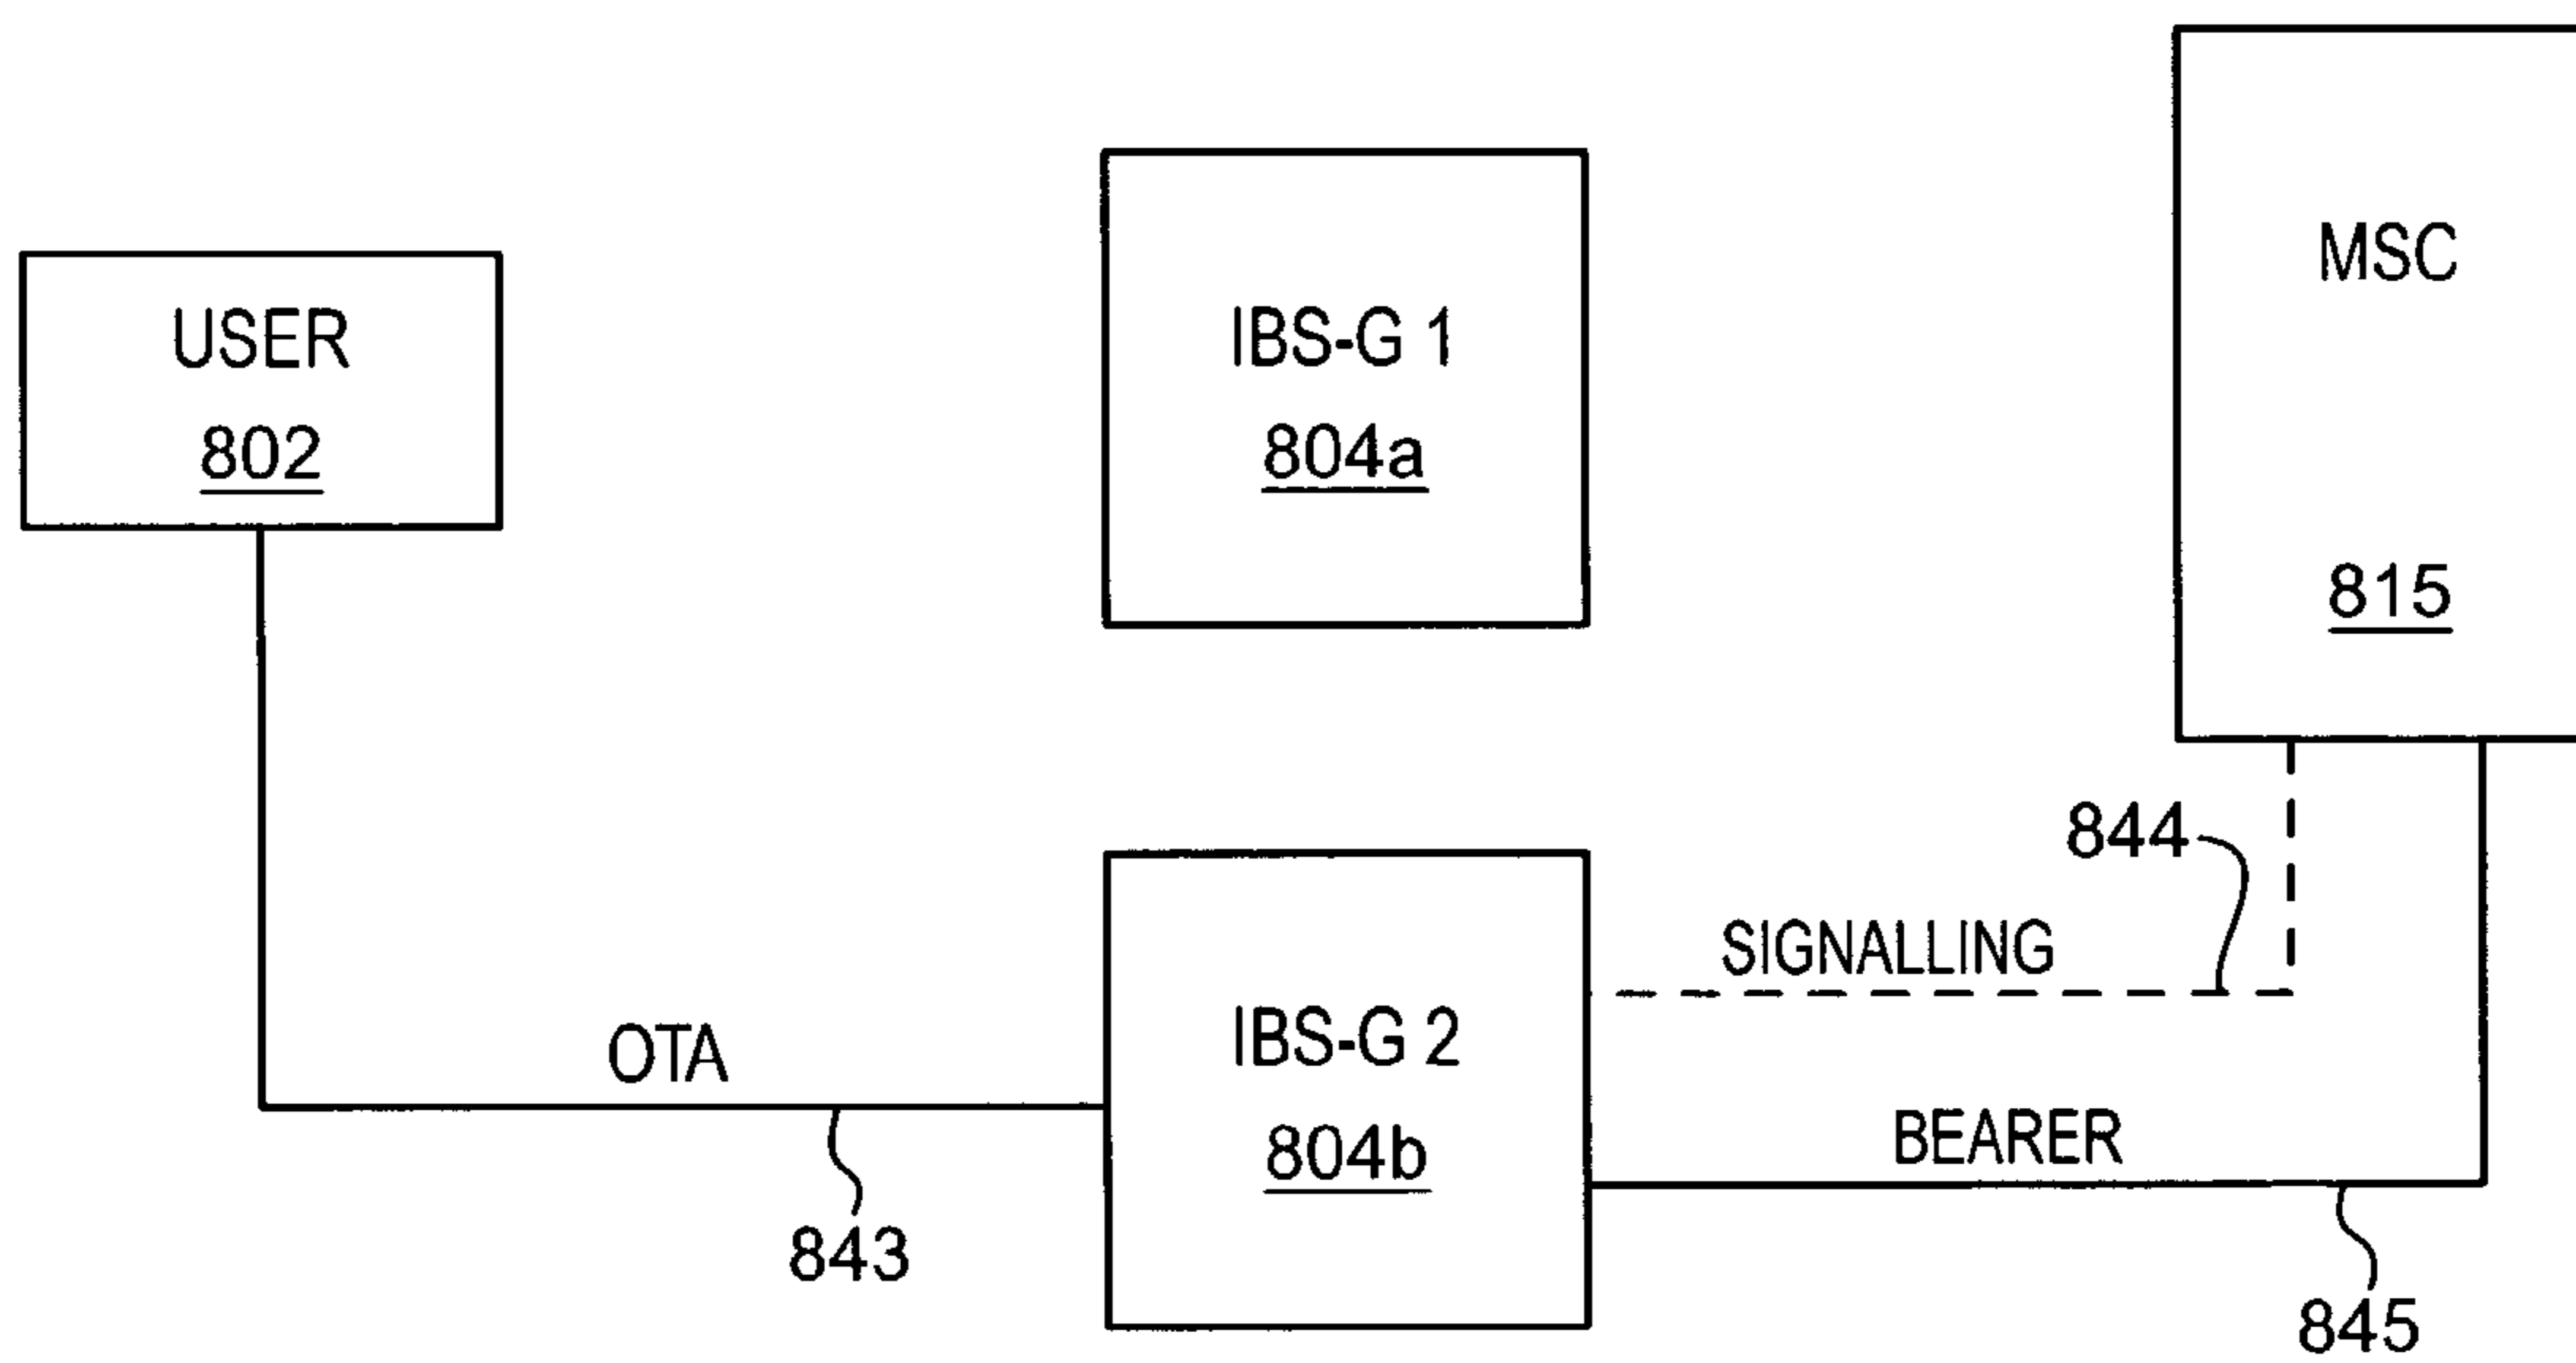 USER
802
IBS-G 1
804a
MSC
815
844
SIGNALLING
OTA
IBS-G 2
804b
BEARER
843
845